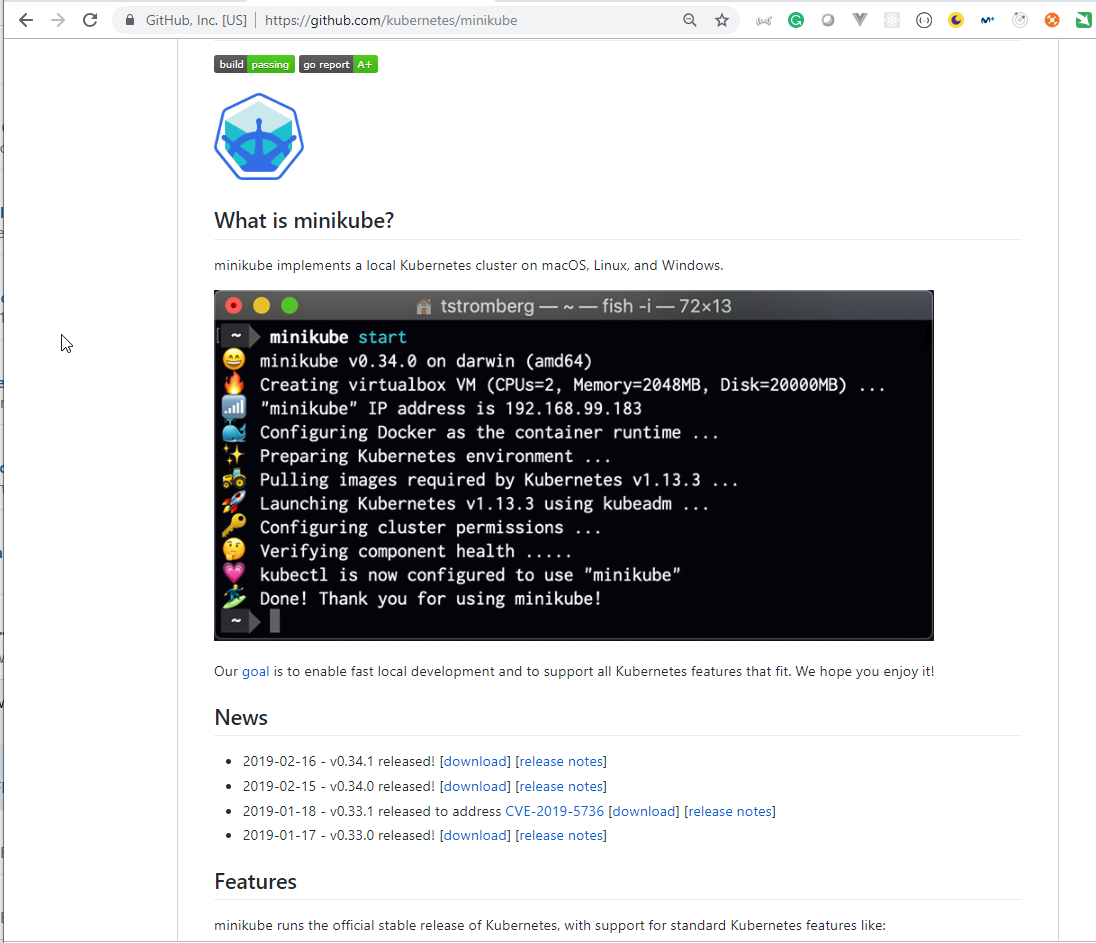 GitHub, Inc. [US] | https://github.com/kubernetes/minikube
build passing go report A+
What is minikube?
minikube implements a local Kubernetes cluster on macOS, Linux, and Windows.
tstromberg — ~ — fish -i — 72×13
~ minikube start
minikube v0.34.0 on darwin (amd64)
Creating virtualbox VM (CPUs=2, Memory=2048MB, Disk=20000MB) ...
"minikube" IP address is 192.168.99.183
Configuring Docker as the container runtime ...
Preparing Kubernetes environment ...
Pulling images required by Kubernetes v1.13.3 ...
Launching Kubernetes v1.13.3 using kubeadm ...
Configuring cluster permissions ...
Verifying component health .....
kubectl is now configured to use "minikube"
Done! Thank you for using minikube!
~
Our goal is to enable fast local development and to support all Kubernetes features that fit. We hope you enjoy it!
News
• 2019-02-16 - v0.34.1 released! [download] [release notes]
• 2019-02-15 - v0.34.0 released! [download] [release notes]
• 2019-01-18 - v0.33.1 released to address CVE-2019-5736 [download] [release notes]
• 2019-01-17 - v0.33.0 released! [download] [release notes]
Features
minikube runs the official stable release of Kubernetes, with support for standard Kubernetes features like: